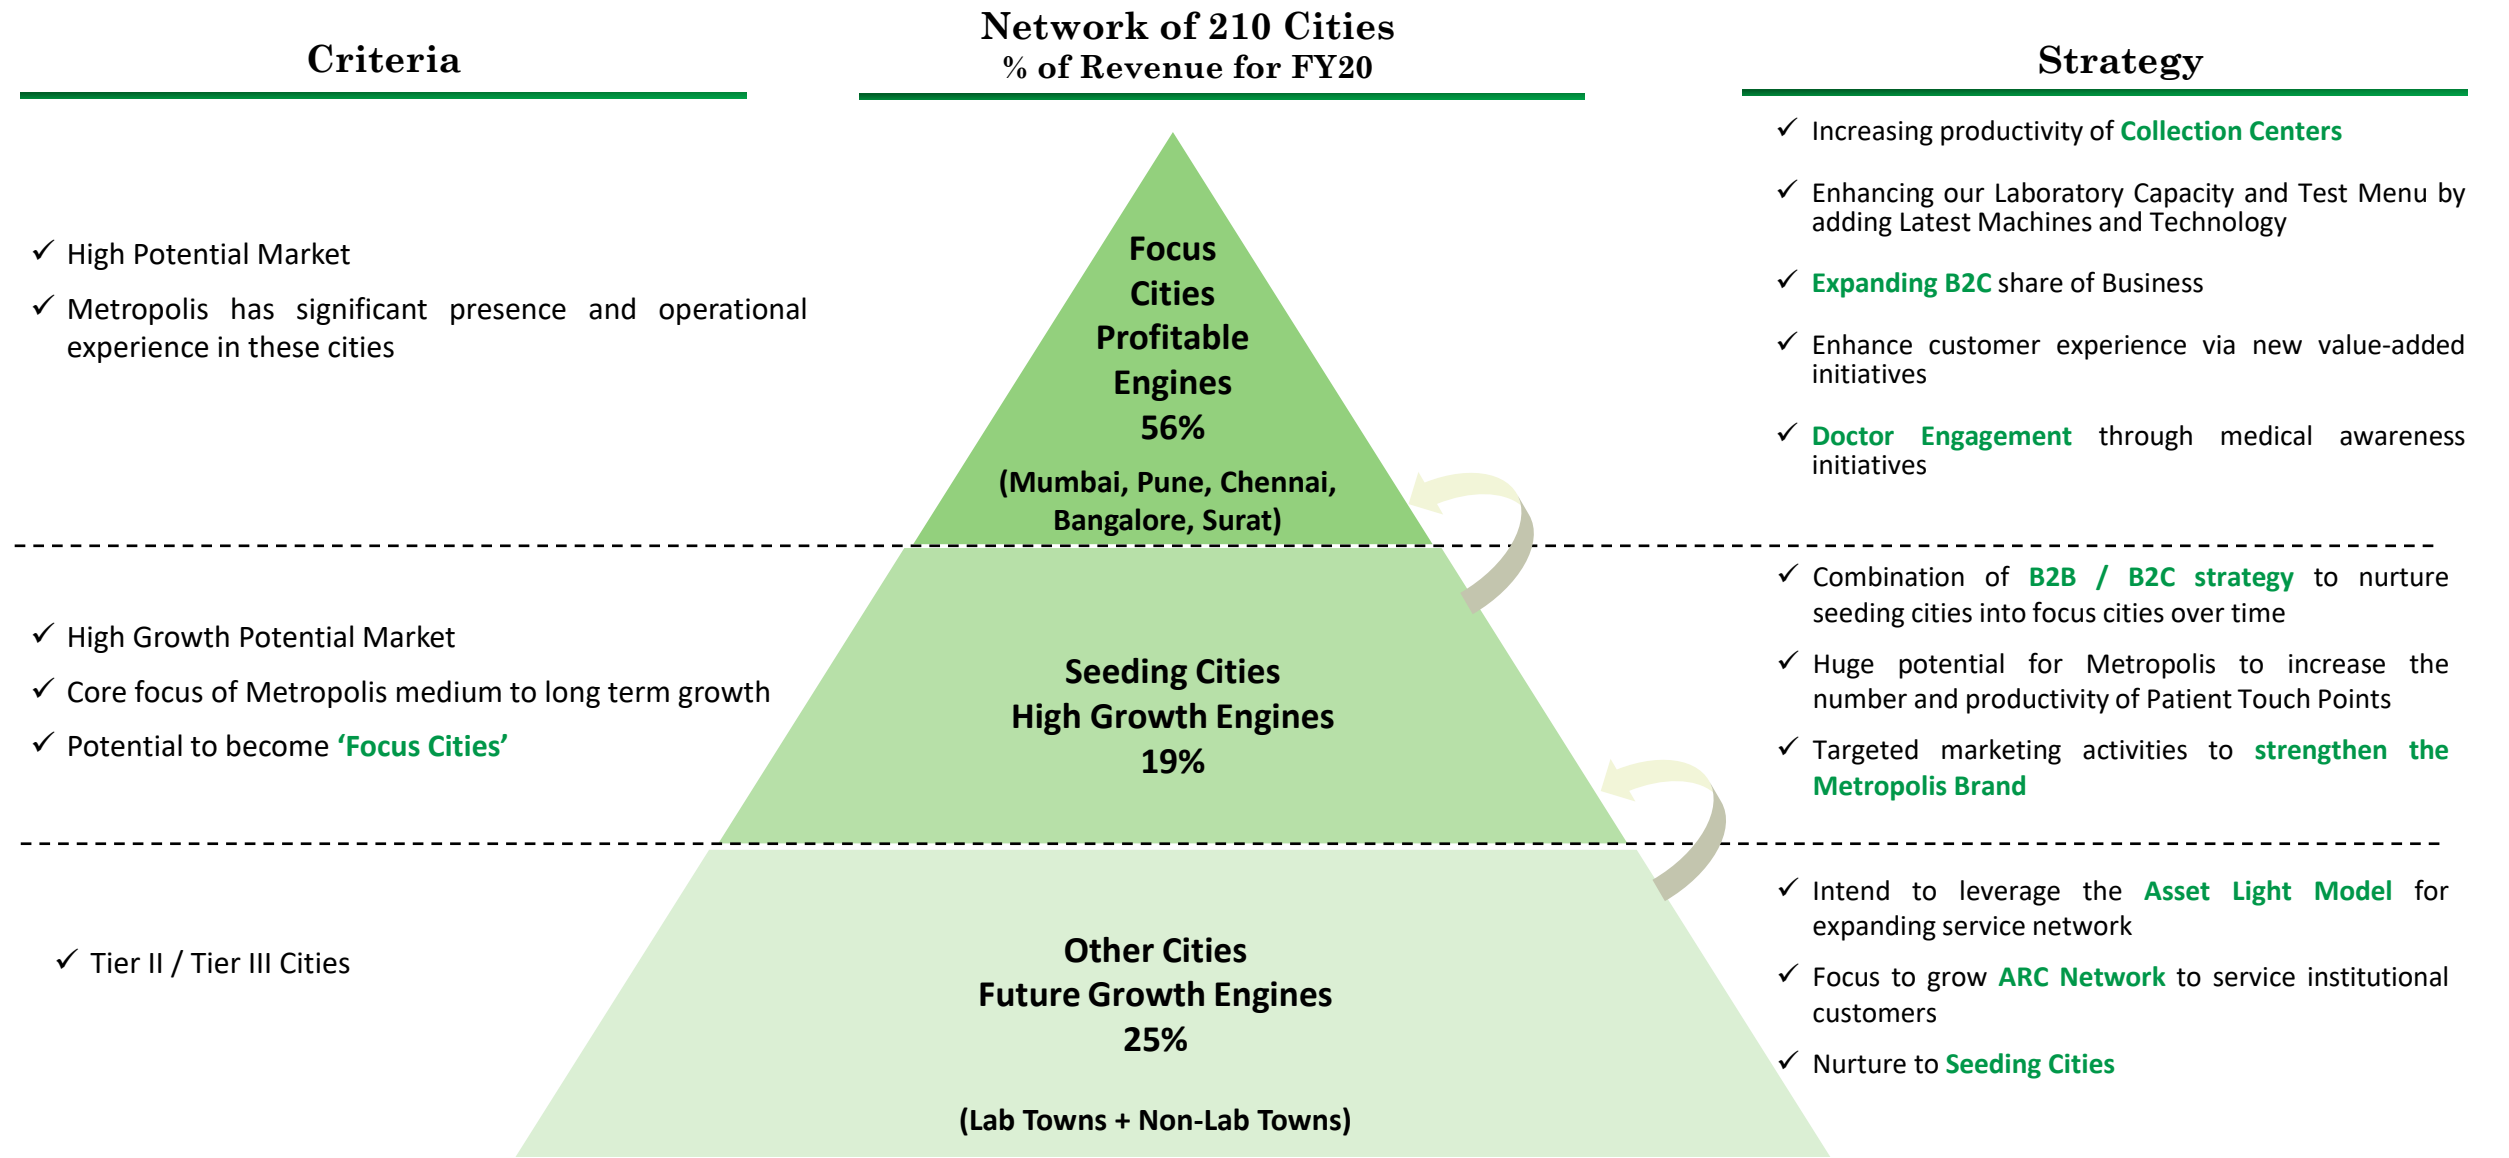 Criteria
✓ High Potential Market
✓ Metropolis has significant presence and operational
experience in these cities
✓ High Growth Potential Market
✓ Core focus of Metropolis medium to long term growth
✓ Potential to become ‘Focus Cities’
✓ Tier II / Tier III Cities
Network of 210 Cities
% of Revenue for FY20
Focus
Cities
Profitable
Engines
56%
(Mumbai, Pune, Chennai,
Bangalore, Surat)
Seeding Cities
High Growth Engines
19%
Other Cities
Future Growth Engines
25%
(Lab Towns + Non-Lab Towns)
Strategy
✓ Increasing productivity of Collection Centers
✓ Enhancing our Laboratory Capacity and Test Menu by
adding Latest Machines and Technology
✓ Expanding B2C share of Business
✓ Enhance customer experience via new value-added
initiatives
✓ Doctor Engagement through medical awareness
initiatives
✓ Combination of B2B / B2C strategy to nurture
seeding cities into focus cities over time
✓ Huge potential for Metropolis to increase the
number and productivity of Patient Touch Points
✓ Targeted marketing activities to strengthen the
Metropolis Brand
✓ Intend to leverage the Asset Light Model for
expanding service network
✓ Focus to grow ARC Network to service institutional
customers
✓ Nurture to Seeding Cities